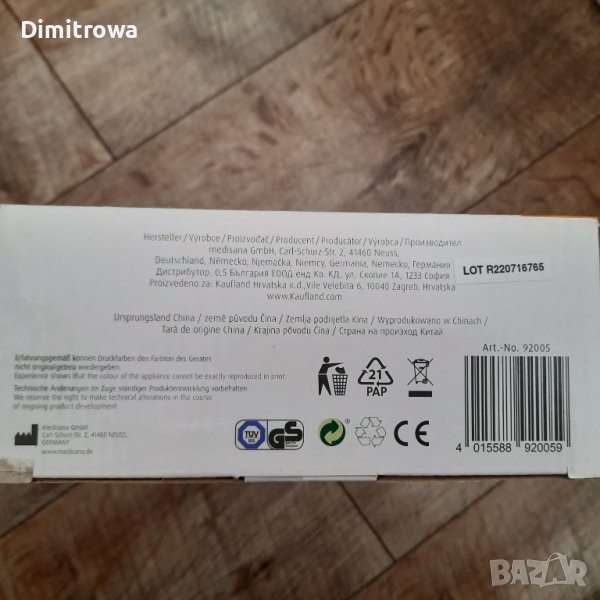 Dimitrowa
Hersteller / Výrobce / Proizvođač / Producent / Producător / Výrobca / Производител
medisana GmbH, Carl-Schurz-Str. 2, 41460 Neuss,
Deutschland, Německo, Njemačka, Niemcy, Germania, Nemecko, Германия
Дистрибутор: 0,5 България ЕООД енд Ко. КД, ул. Скопие 1А, 1233 София
Proizvedeno za: Kaufland Hrvatska k.d.,Vile Velebita 6, 10040 Zagreb, Hrvatska
www.Kaufland.com
LOT R220716765
Ursprungsland China / země původu Čína / Zemlja podrijetla Kina / Wyprodukowano w Chinach /
Țară de origine China / Krajina pôvodu Čína / Страна на произход Китай
Erfahrungsgemäß können Druckfarben den Farbton des Gerätes
nicht originalgetreu wiedergeben.
Experience shows that the colour of the appliance cannot be exactly reproduced in print.
Technische Änderungen im Zuge ständiger Produktentwicklung vorbehalten.
We reserve the right to make technical alterations in the course
of ongoing product development.
medisana GmbH
Carl-Schurz-Str. 2, 41460 NEUSS,
GERMANY
www.medisana.de
21
PAP
TÜV
GS
CE
Art.-No. 92005
4 015588 920059
BAZAR